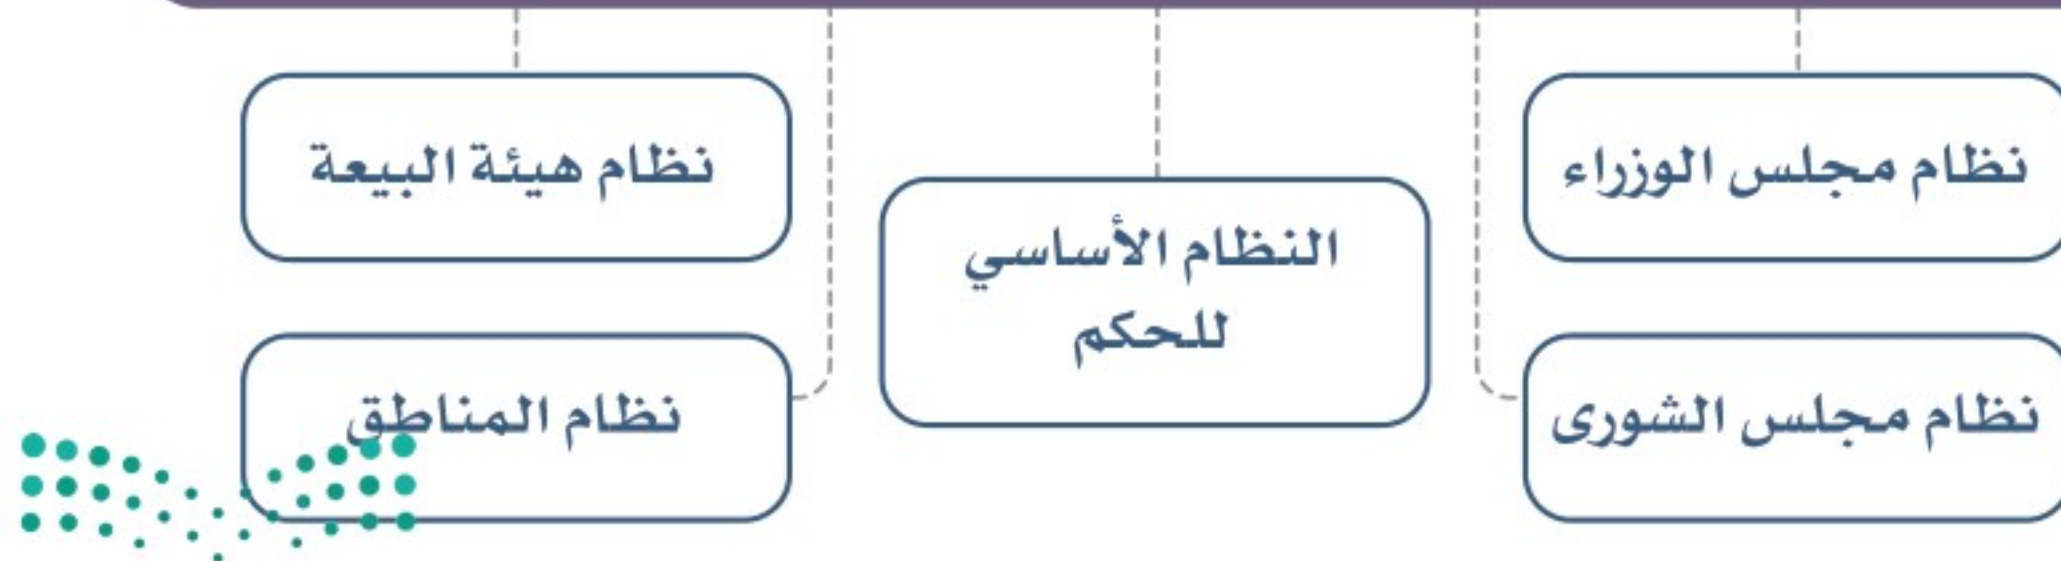 نظام مجلس الوزراء
نظام هيئة البيعة
النظام الأساسي
للحكم
نظام مجلس الشورى
نظام المناطق